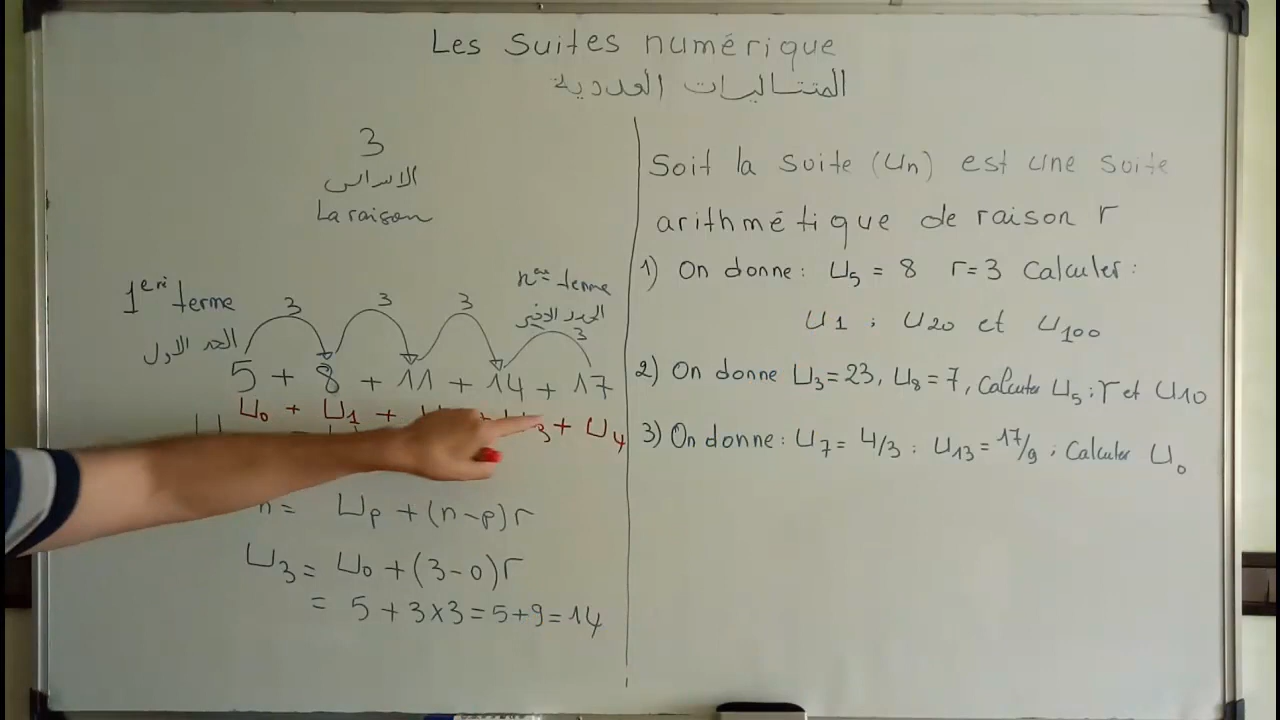 Les Suites numérique
المتتاليات العددية
3
الاساس
La raison
1er terme
الحد الاول
nème terme
الحدد الاخير
3 3 3 3
5 + 8 + 11 + 14 + 17
U0 + U1 + 3 + U4
n = Up + (n-p)r
U3 = U0 + (3-0)r
= 5 + 3x3 = 5+9 = 14
Soit la suite (Un) est une suite
arithmétique de raison r
1) On donne : U5 = 8 r=3 Calculer :
U1 ; U20 et U100
2) On donne U3=23, U8=7, Calculer U5 ; r et U10
3) On donne : U7 = 4/3 : U13 = 17/9 ; Calculer U0